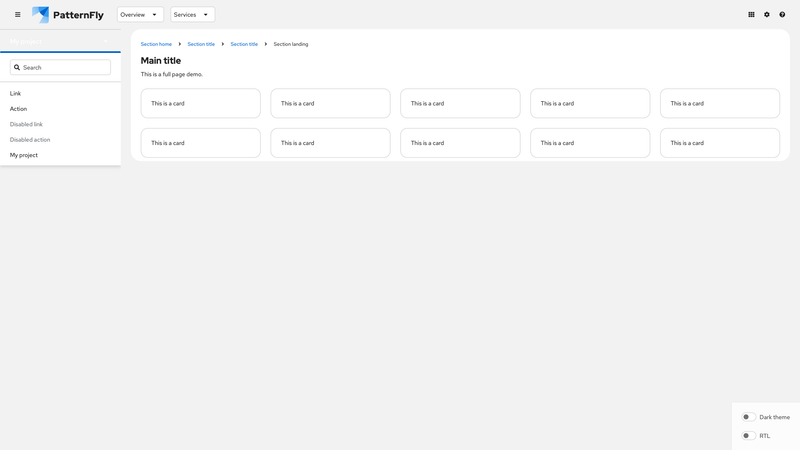 PatternFly Overview Services
My project
Search
Link
Action
Disabled link
Disabled action
My project
Section home Section title Section title Section landing
Main title
This is a full page demo.
This is a card This is a card This is a card This is a card This is a card
This is a card This is a card This is a card This is a card This is a card
Dark theme
RTL